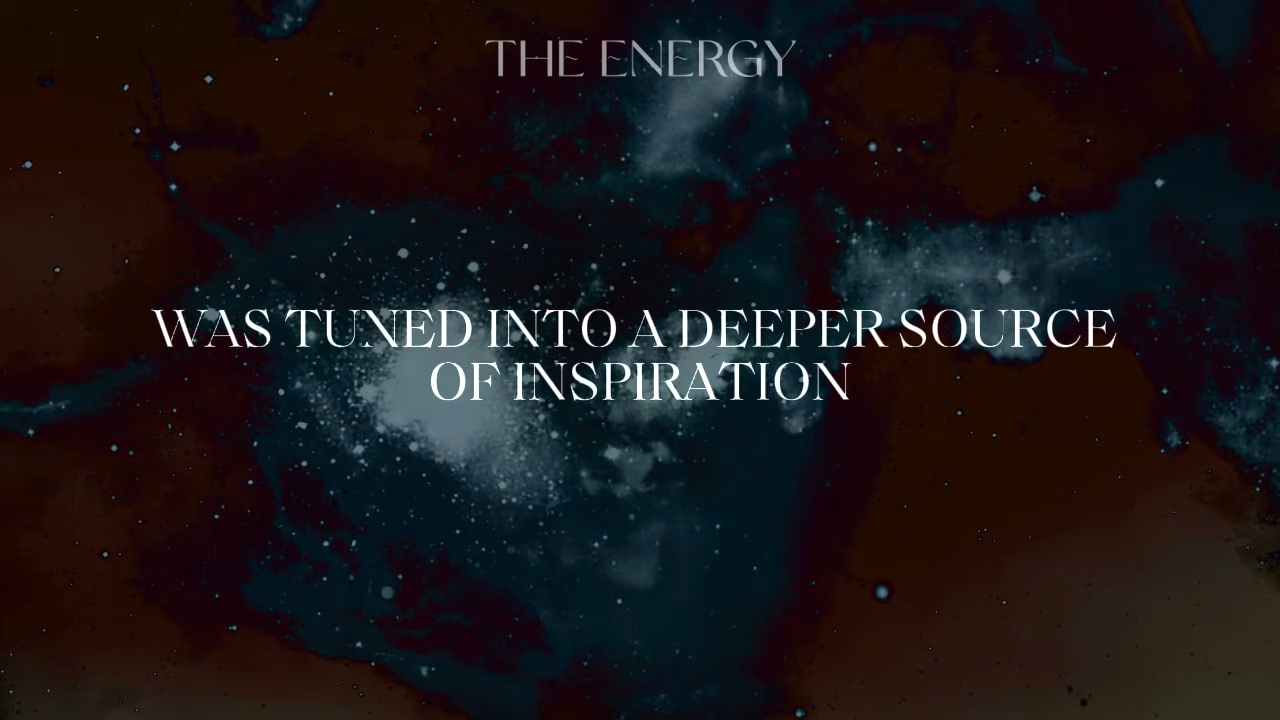 THE ENERGY
WAS TUNED INTO A DEEPER SOURCE
OF INSPIRATION